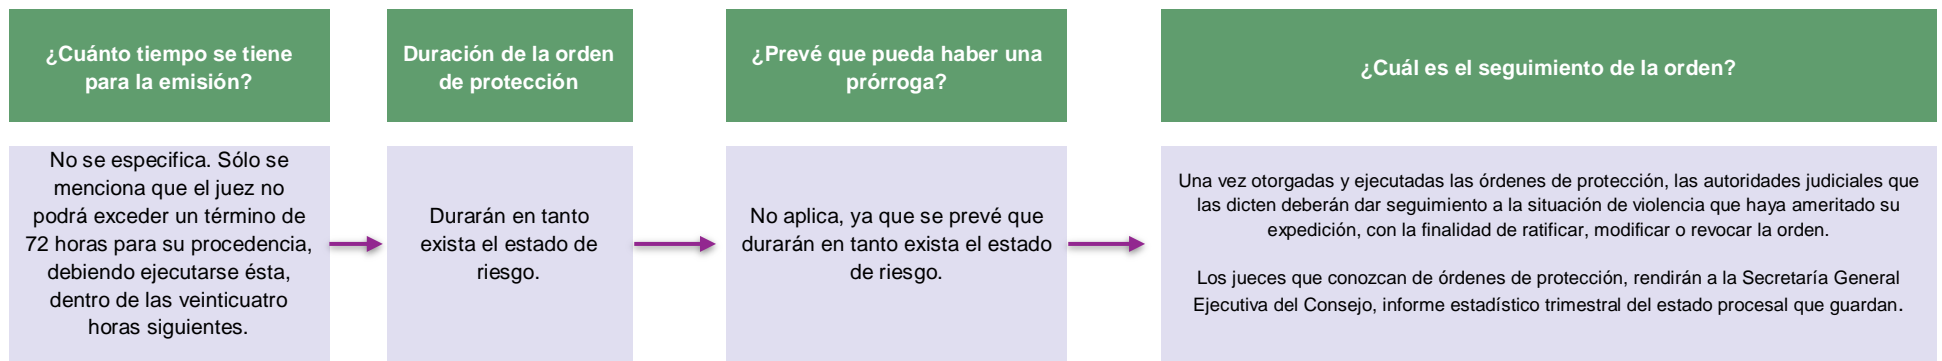 ¿Cuánto tiempo se tiene
para la emisión?
Duración de la orden
de protección
¿Prevé que pueda haber una
prórroga?
¿Cuál es el seguimiento de la orden?
No se especifica. Sólo se
menciona que el juez no
podrá exceder un término de
72 horas para su procedencia,
debiendo ejecutarse ésta,
dentro de las veinticuatro
horas siguientes.
Durarán en tanto
exista el estado de
riesgo.
No aplica, ya que se prevé que
durarán en tanto exista el estado
de riesgo.
Una vez otorgadas y ejecutadas las órdenes de protección, las autoridades judiciales que
las dicten deberán dar seguimiento a la situación de violencia que haya ameritado su
expedición, con la finalidad de ratificar, modificar o revocar la orden.
Los jueces que conozcan de órdenes de protección, rendirán a la Secretaría General
Ejecutiva del Consejo, informe estadístico trimestral del estado procesal que guardan.